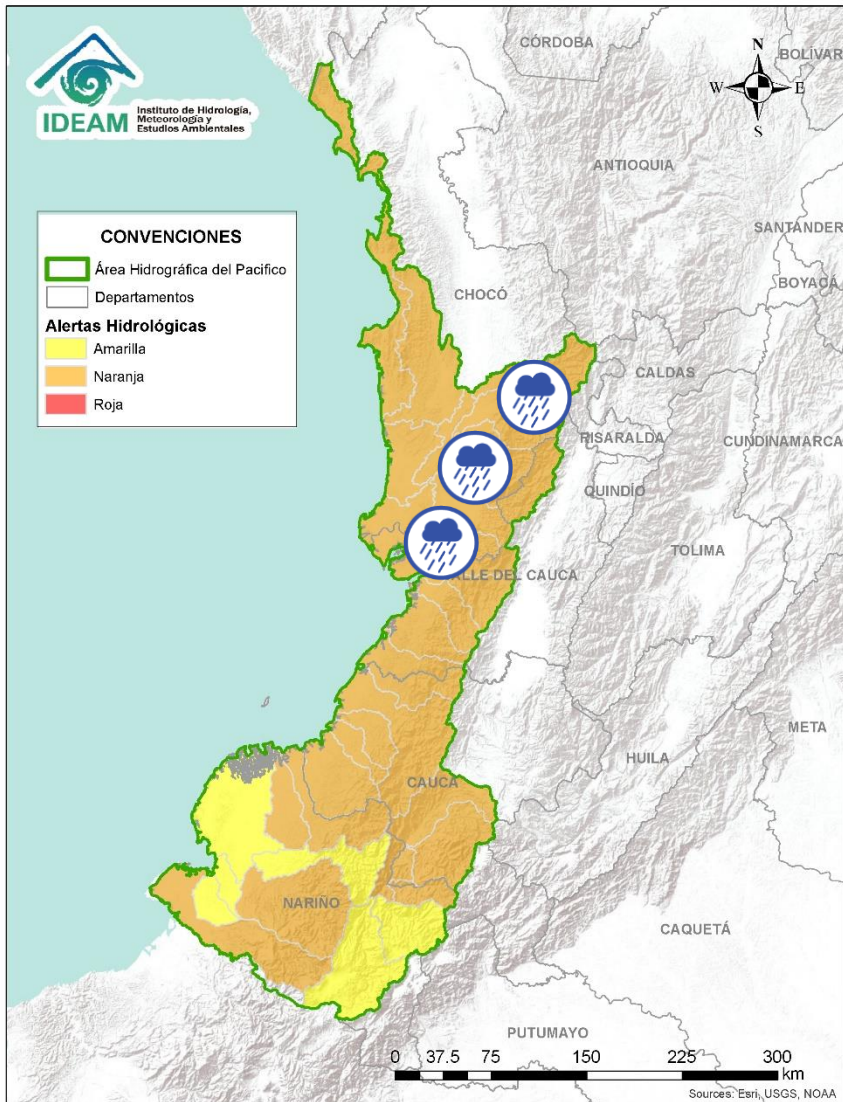 IDEAM
Instituto de Hidrología,
Meteorología y
Estudios Ambientales
CONVENCIONES
Área Hidrográfica del Pacifico
Departamentos
Alertas Hidrológicas
Amarilla
Naranja
Roja
N
W
E
S
CÓRDOBA
BOLÍVAR
ANTIOQUIA
SANTANDER
BOYACÁ
CHOCÓ
CALDAS
RISARALDA
CUNDINAMARCA
QUINDÍO
TOLIMA
ALLE DEL CAUCA
META
HUILA
CAUCA
NARIÑO
CAQUETÁ
PUTUMAYO
0 37.5 75 150 225 300
km
Sources: Esri, USGS, NOAA